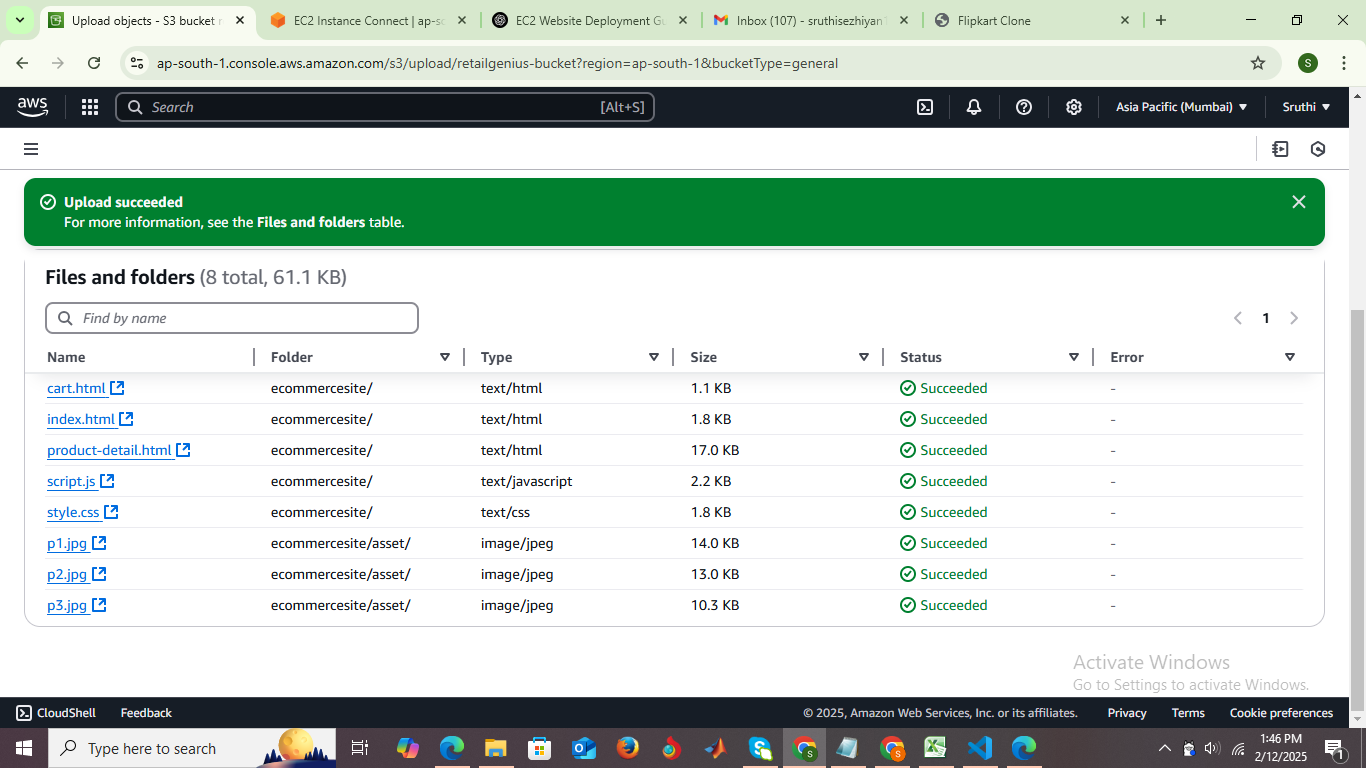 Upload objects - S3 bucket r
EC2 Instance Connect | ap-so
EC2 Website Deployment Gu
Inbox (107) - sruthisezhiyan1
Flipkart Clone
ap-south-1.console.aws.amazon.com/s3/upload/retailgenius-bucket?region=ap-south-1&bucketType=general
S
aws
Search
[Alt+S]
Asia Pacific (Mumbai)
Sruthi
Upload succeeded
For more information, see the Files and folders table.
Files and folders (8 total, 61.1 KB)
Find by name
1
Name Folder Type Size Status Error
cart.html ecommercesite/ text/html 1.1 KB Succeeded -
index.html ecommercesite/ text/html 1.8 KB Succeeded -
product-detail.html ecommercesite/ text/html 17.0 KB Succeeded -
script.js ecommercesite/ text/javascript 2.2 KB Succeeded -
style.css ecommercesite/ text/css 1.8 KB Succeeded -
p1.jpg ecommercesite/asset/ image/jpeg 14.0 KB Succeeded -
p2.jpg ecommercesite/asset/ image/jpeg 13.0 KB Succeeded -
p3.jpg ecommercesite/asset/ image/jpeg 10.3 KB Succeeded -
Activate Windows
Go to Settings to activate Windows.
CloudShell Feedback © 2025, Amazon Web Services, Inc. or its affiliates. Privacy Terms Cookie preferences
Type here to search
1:46 PM
2/12/2025
1